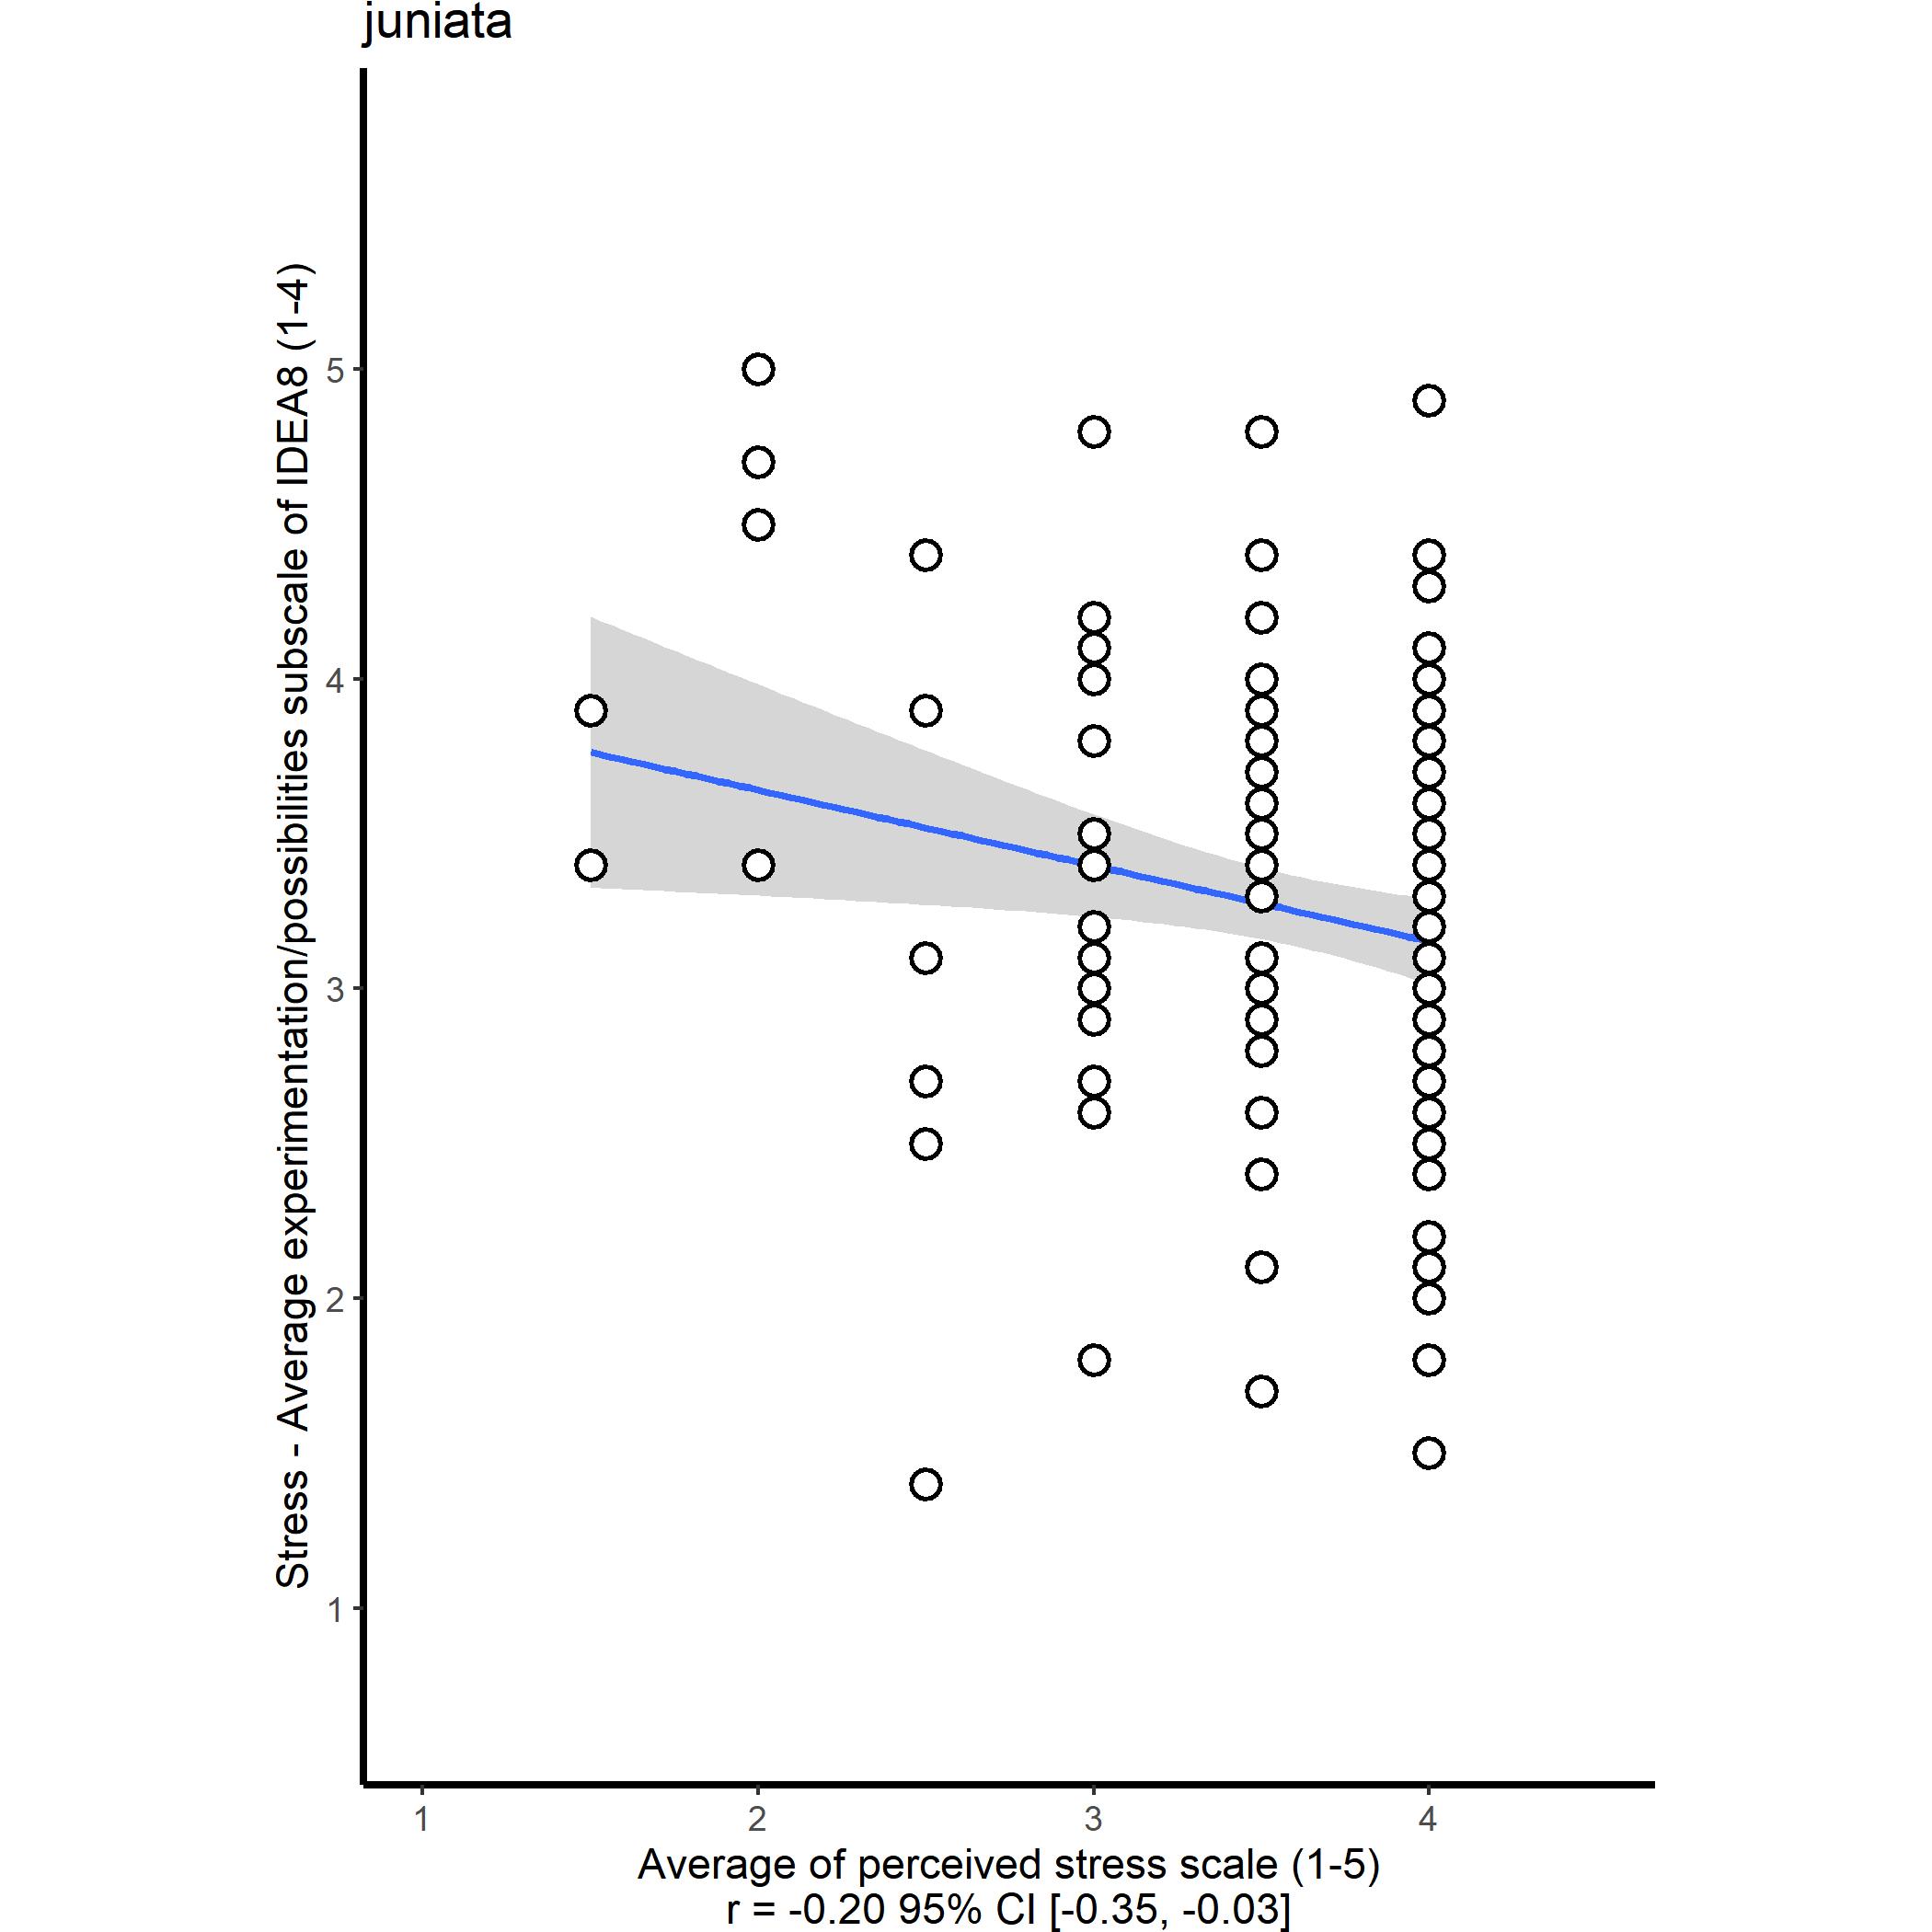 juniata
Stress - Average experimentation/possibilities subscale of IDEA8 (1-4)
5
4
3
2
1
1
2
3
4
Average of perceived stress scale (1-5)
r = -0.20 95% CI [-0.35, -0.03]